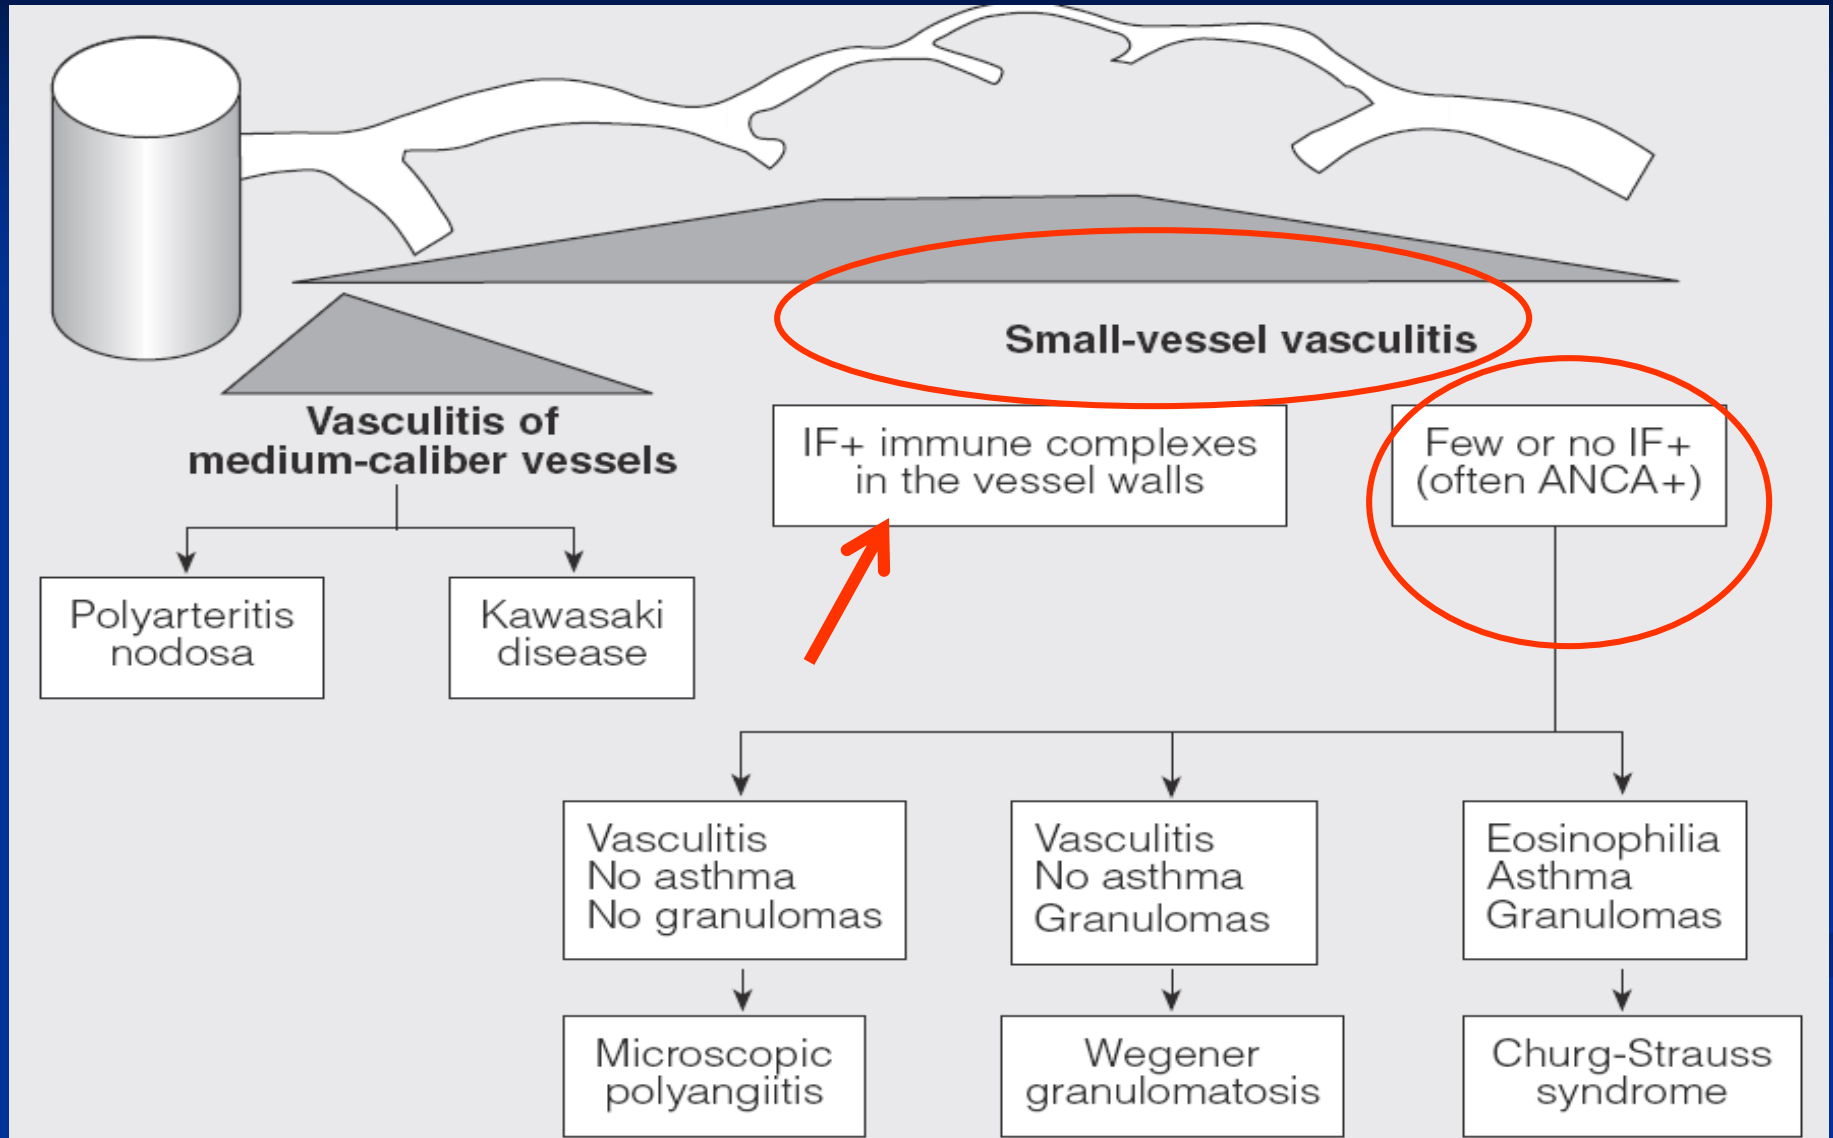 Small-vessel vasculitis
Vasculitis of
medium-caliber vessels
IF+ immune complexes
in the vessel walls
Few or no IF+
(often ANCA+)
Polyarteritis
nodosa
Kawasaki
disease
Vasculitis
No asthma
No granulomas
Vasculitis
No asthma
Granulomas
Eosinophilia
Asthma
Granulomas
Microscopic
polyangiitis
Wegener
granulomatosis
Churg-Strauss
syndrome